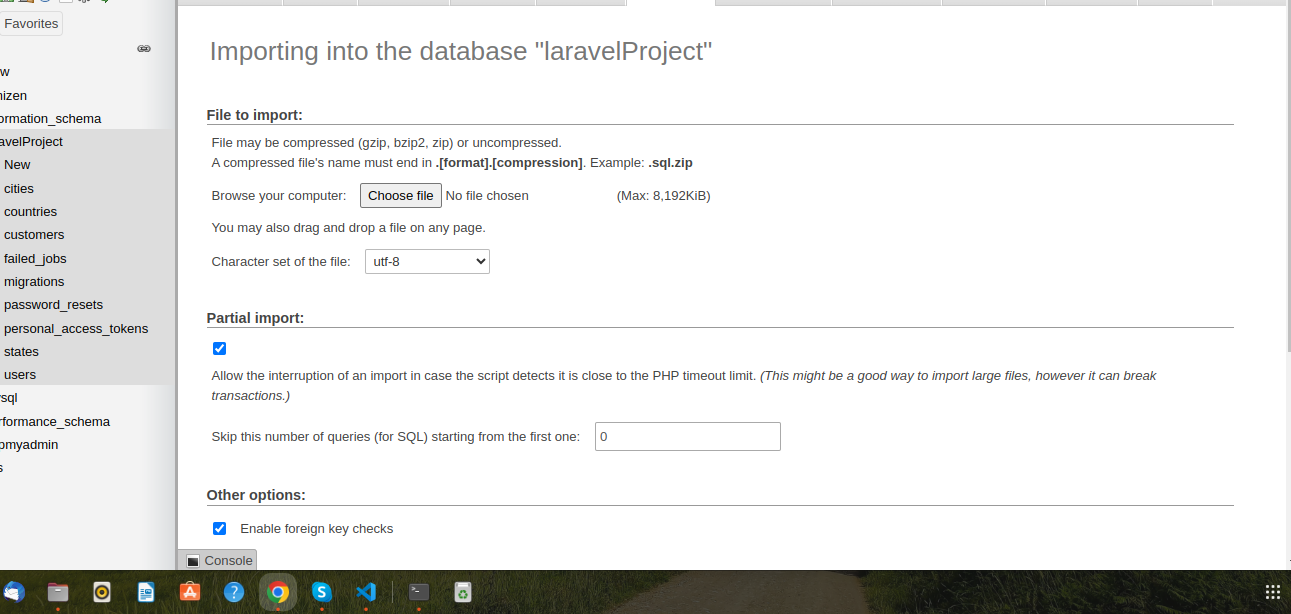 Favorites
w
nizen
ormation_schema
avelProject
New
cities
countries
customers
failed_jobs
migrations
password_resets
personal_access_tokens
states
users
sql
rformance_schema
pmyadmin
s
Importing into the database "laravelProject"
File to import:
File may be compressed (gzip, bzip2, zip) or uncompressed.
A compressed file's name must end in .[format].[compression]. Example: .sql.zip
Browse your computer: Choose file No file chosen (Max: 8,192KiB)
You may also drag and drop a file on any page.
Character set of the file: utf-8
Partial import:
Allow the interruption of an import in case the script detects it is close to the PHP timeout limit. (This might be a good way to import large files, however it can break
transactions.)
Skip this number of queries (for SQL) starting from the first one: 0
Other options:
Enable foreign key checks
Console